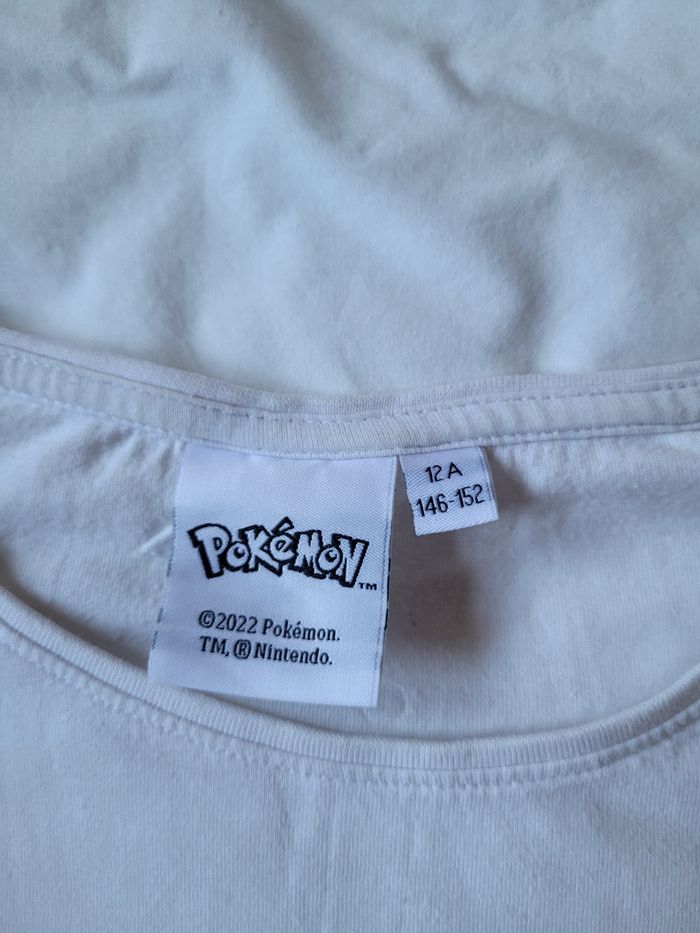 POKéMON™
©2022 Pokémon.
TM, ® Nintendo.
12 A
146-152